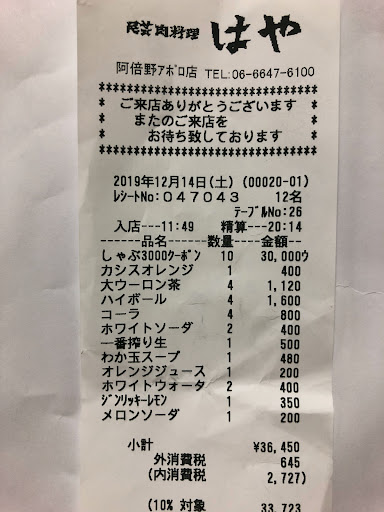 民芸肉料理 はや
阿倍野アポロ店 TEL:06-6647-6100
********************************
* ご来店ありがとうございます *
* またのご来店を *
* お待ち致しております *
********************************
2019年12月14日(土) (00020-01)
レシートNo:047043 12名
テーブルNo:26
入店---11:49 精算---20:14
------品名-----数量----金額---
しゃぶ3000クーポン 10 30,000ウ
カシスオレンジ 1 400
大ウーロン茶 4 1,120
ハイボール 4 1,600
コーラ 4 800
ホワイトソーダ 2 400
一番搾り生 1 500
わか玉スープ 1 480
オレンジジュース 1 200
ホワイトウォータ 2 400
ジンリッキーレモン 1 350
メロンソーダ 1 200
小計 ¥36,450
外消費税 645
(内消費税 2,727)
(10% 対象 33,723